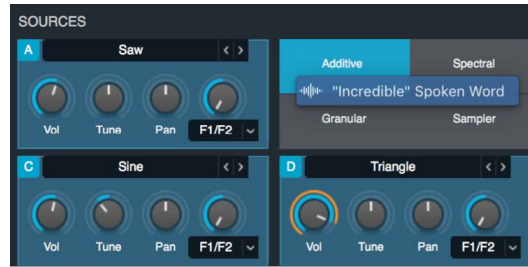 SOURCES
A Saw < >
Vol Tune Pan F1/F2
Additive Spectral
"Incredible" Spoken Word
Granular Sampler
C Sine < >
Vol Tune Pan F1/F2
D Triangle < >
Vol Tune Pan F1/F2